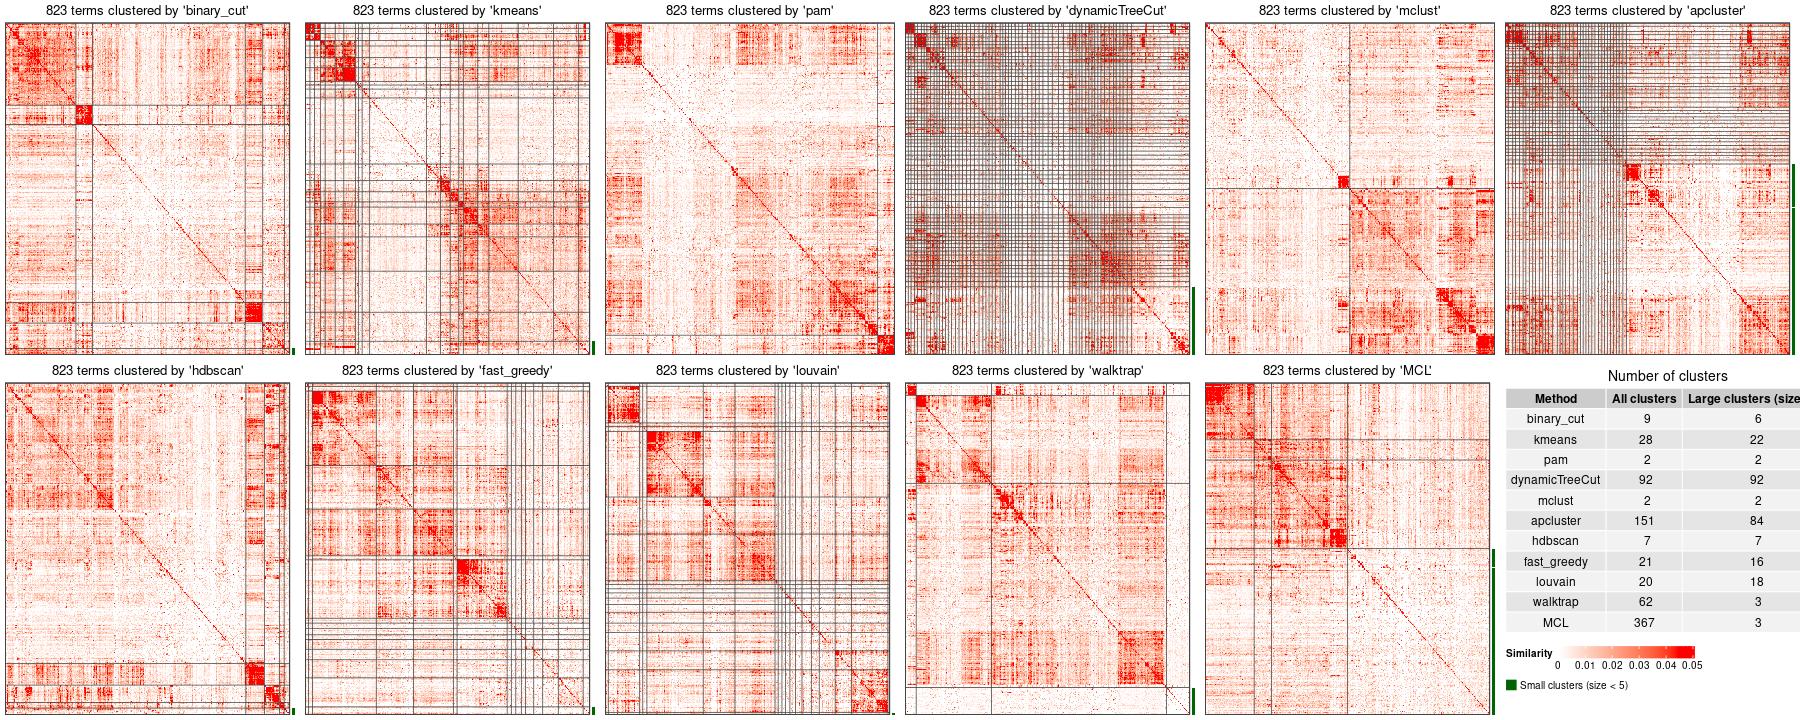 823 terms clustered by 'binary_cut'
823 terms clustered by 'kmeans'
823 terms clustered by 'pam'
823 terms clustered by 'dynamicTreeCut'
823 terms clustered by 'mclust'
823 terms clustered by 'apcluster'
823 terms clustered by 'hdbscan'
823 terms clustered by 'fast_greedy'
823 terms clustered by 'louvain'
823 terms clustered by 'walktrap'
823 terms clustered by 'MCL'
Number of clusters
Method All clusters Large clusters (size
binary_cut 9 6
kmeans 28 22
pam 2 2
dynamicTreeCut 92 92
mclust 2 2
apcluster 151 84
hdbscan 7 7
fast_greedy 21 16
louvain 20 18
walktrap 62 3
MCL 367 3
Similarity
0 0.01 0.02 0.03 0.04 0.05
Small clusters (size < 5)